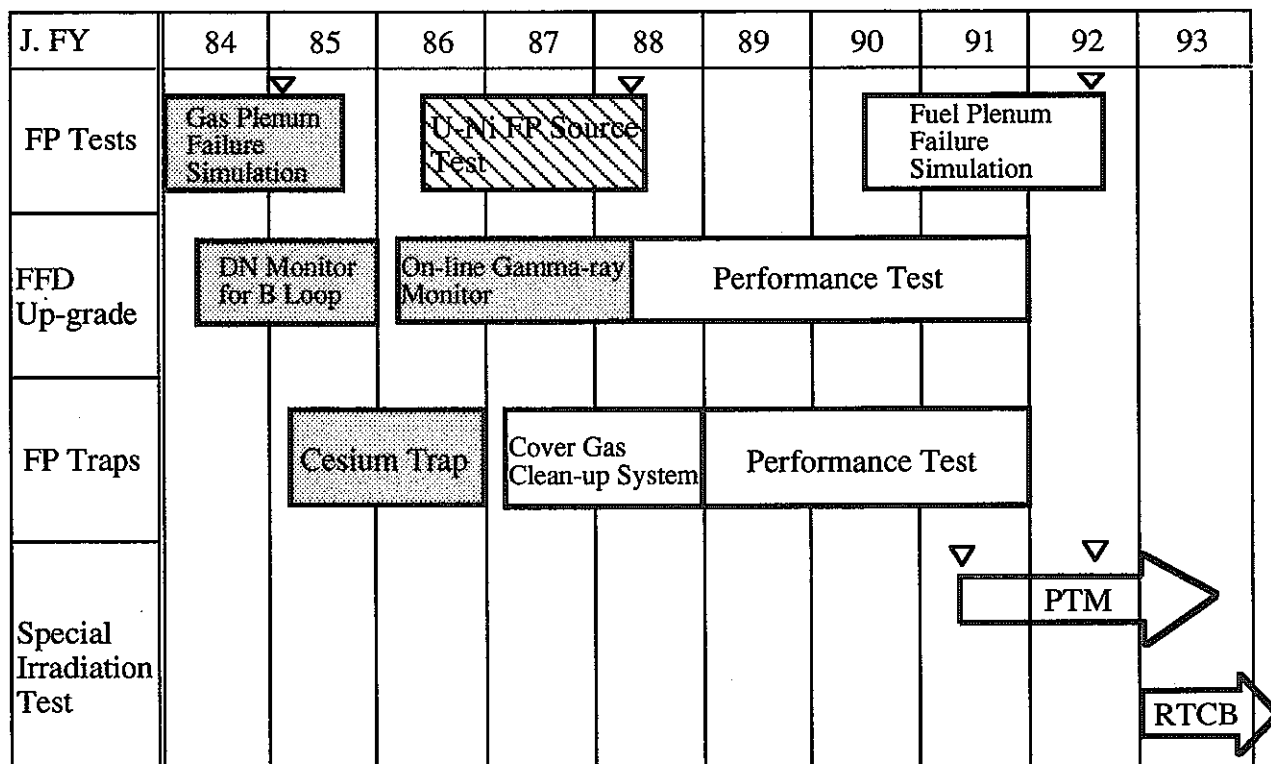 J. FY 84 85 86 87 88 89 90 91 92 93
FP Tests
Gas Plenum
Failure
Simulation
U-Ni FP Source
Test
Fuel Plenum
Failure
Simulation
FFD
Up-grade
DN Monitor
for B Loop
On-line Gamma-ray
Monitor
Performance Test
FP Traps
Cesium Trap
Cover Gas
Clean-up System
Performance Test
Special
Irradiation
Test
PTM
RTCB